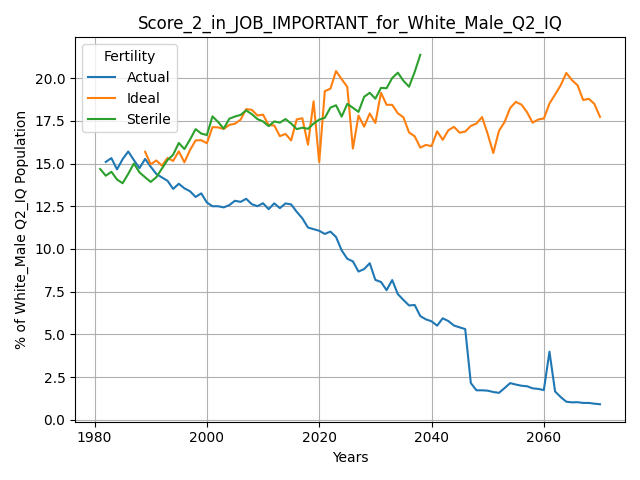 Score_2_in_JOB_IMPORTANT_for_White_Male_Q2_IQ
Fertility
Actual
Ideal
Sterile
% of White_Male Q2_IQ Population
20.0
17.5
15.0
12.5
10.0
7.5
5.0
2.5
0.0
1980
2000
2020
2040
2060
Years